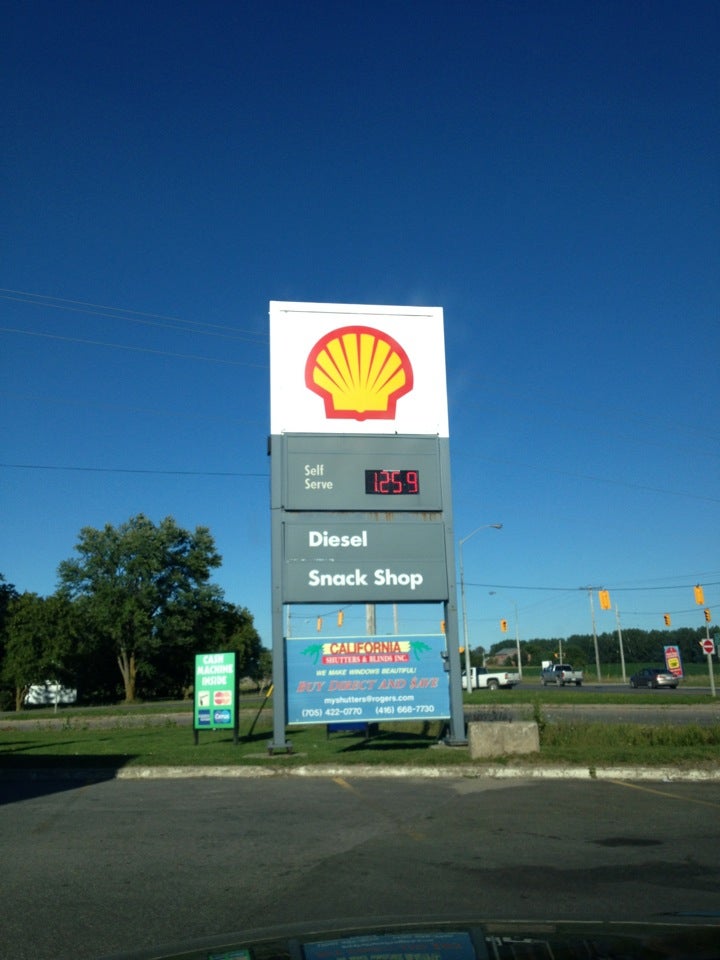 Self
Serve
125 9
Diesel
Snack Shop
CALIFORNIA
SHUTTERS & BLINDS INC.
WE MAKE WINDOWS BEAUTIFUL!
BUY DIRECT AND $AVE
myshutters@rogers.com
(705) 422-0770 (416) 668-7730
CASH
MACHINE
INSIDE